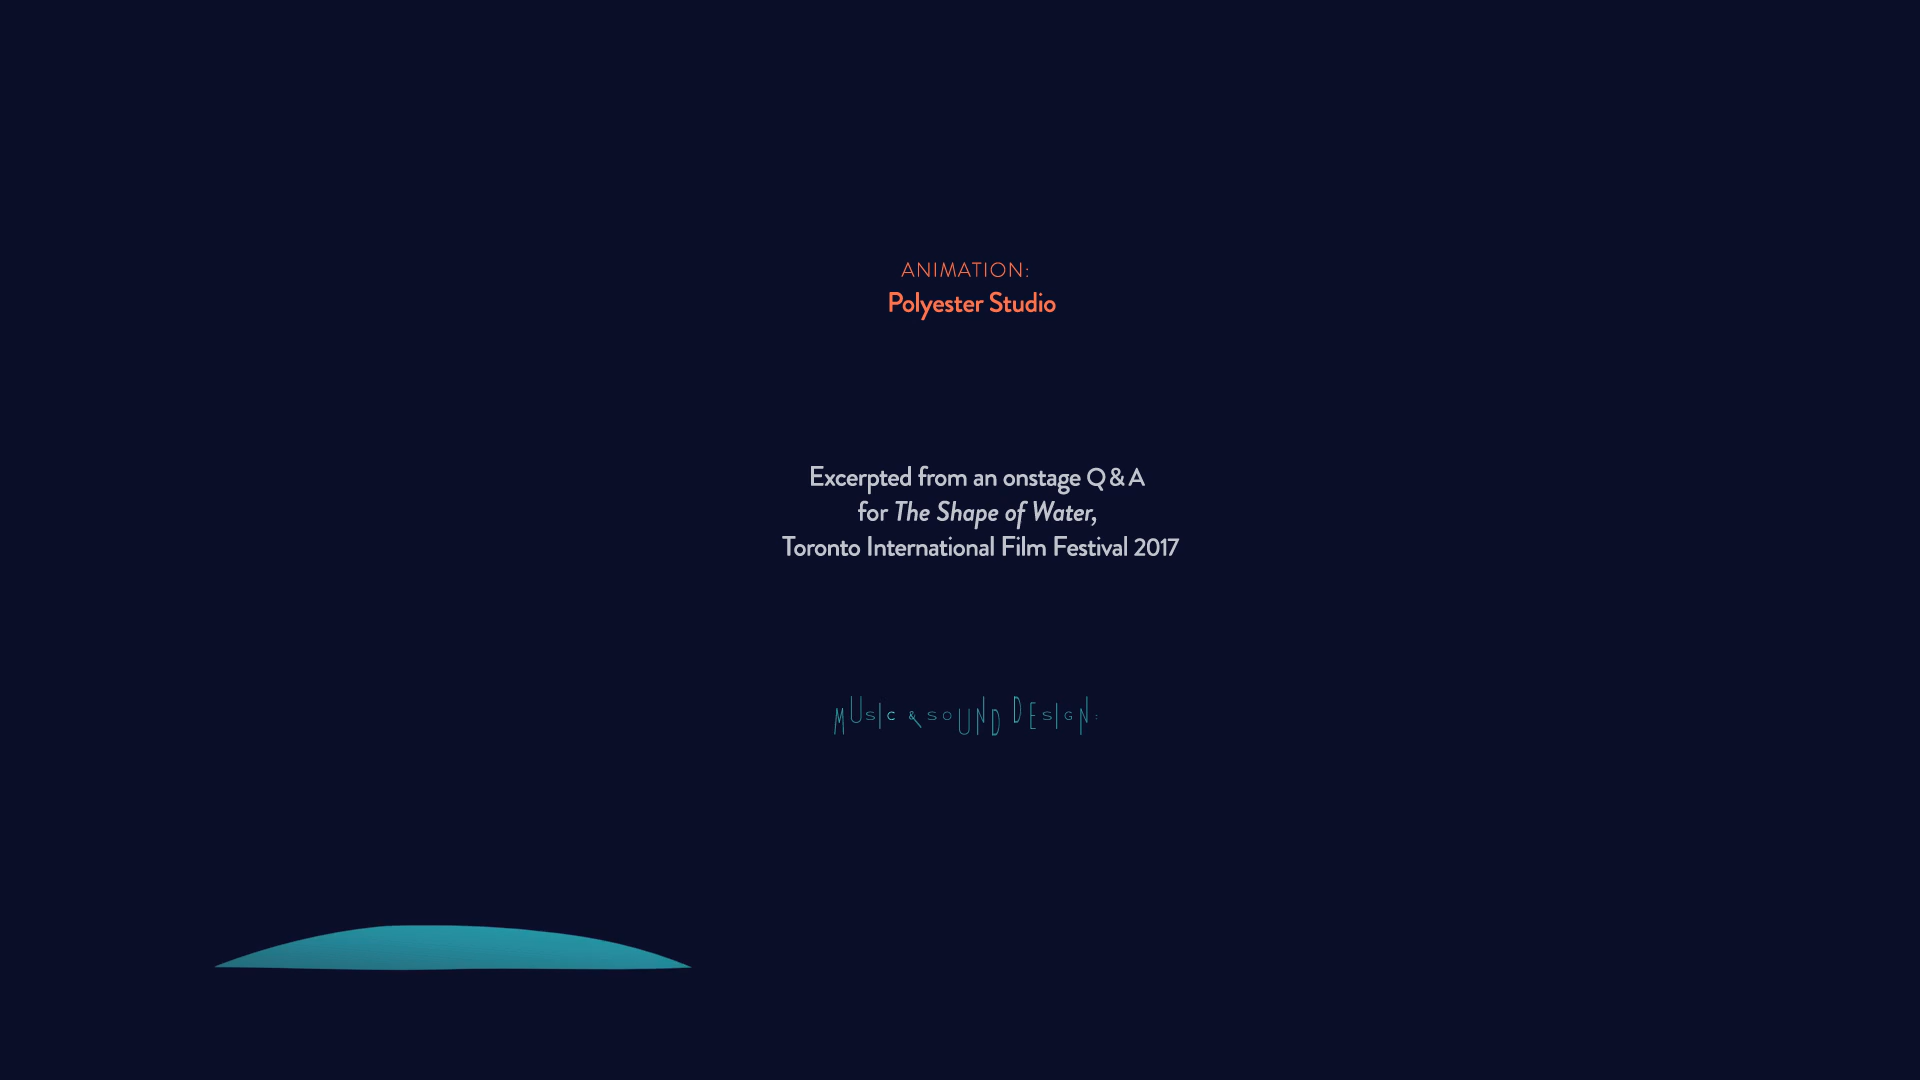 ANIMATION:
Polyester Studio
Excerpted from an onstage Q & A
for The Shape of Water,
Toronto International Film Festival 2017
MUSIC & SOUND DESIGN: